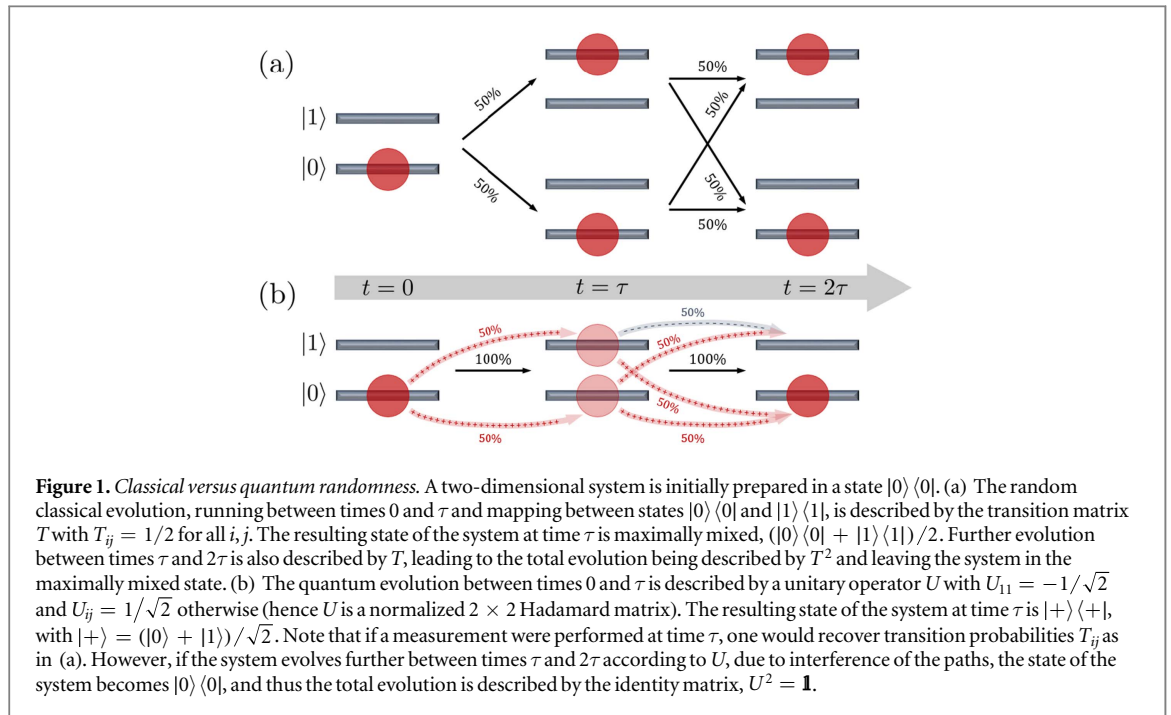 (a)
50%
50%
50%
50%
50%
50%
|1⟩
|0⟩
t = 0
t = τ
t = 2τ
(b)
50%
50%
50%
100%
100%
50%
50%
50%
|1⟩
|0⟩
Figure 1. Classical versus quantum randomness. A two-dimensional system is initially prepared in a state |0⟩⟨0|. (a) The random
classical evolution, running between times 0 and τ and mapping between states |0⟩⟨0| and |1⟩⟨1|, is described by the transition matrix
T with Tᵢⱼ = 1/2 for all i, j. The resulting state of the system at time τ is maximally mixed, (|0⟩⟨0| + |1⟩⟨1|)/2. Further evolution
between times τ and 2τ is also described by T, leading to the total evolution being described by T² and leaving the system in the
maximally mixed state. (b) The quantum evolution between times 0 and τ is described by a unitary operator U with U₁₁ = −1/√2
and Uᵢⱼ = 1/√2 otherwise (hence U is a normalized 2 × 2 Hadamard matrix). The resulting state of the system at time τ is |+⟩⟨+|,
with |+⟩ = (|0⟩ + |1⟩)/√2. Note that if a measurement were performed at time τ, one would recover transition probabilities Tᵢⱼ as
in (a). However, if the system evolves further between times τ and 2τ according to U, due to interference of the paths, the state of the
system becomes |0⟩⟨0|, and thus the total evolution is described by the identity matrix, U² = 𝟙.